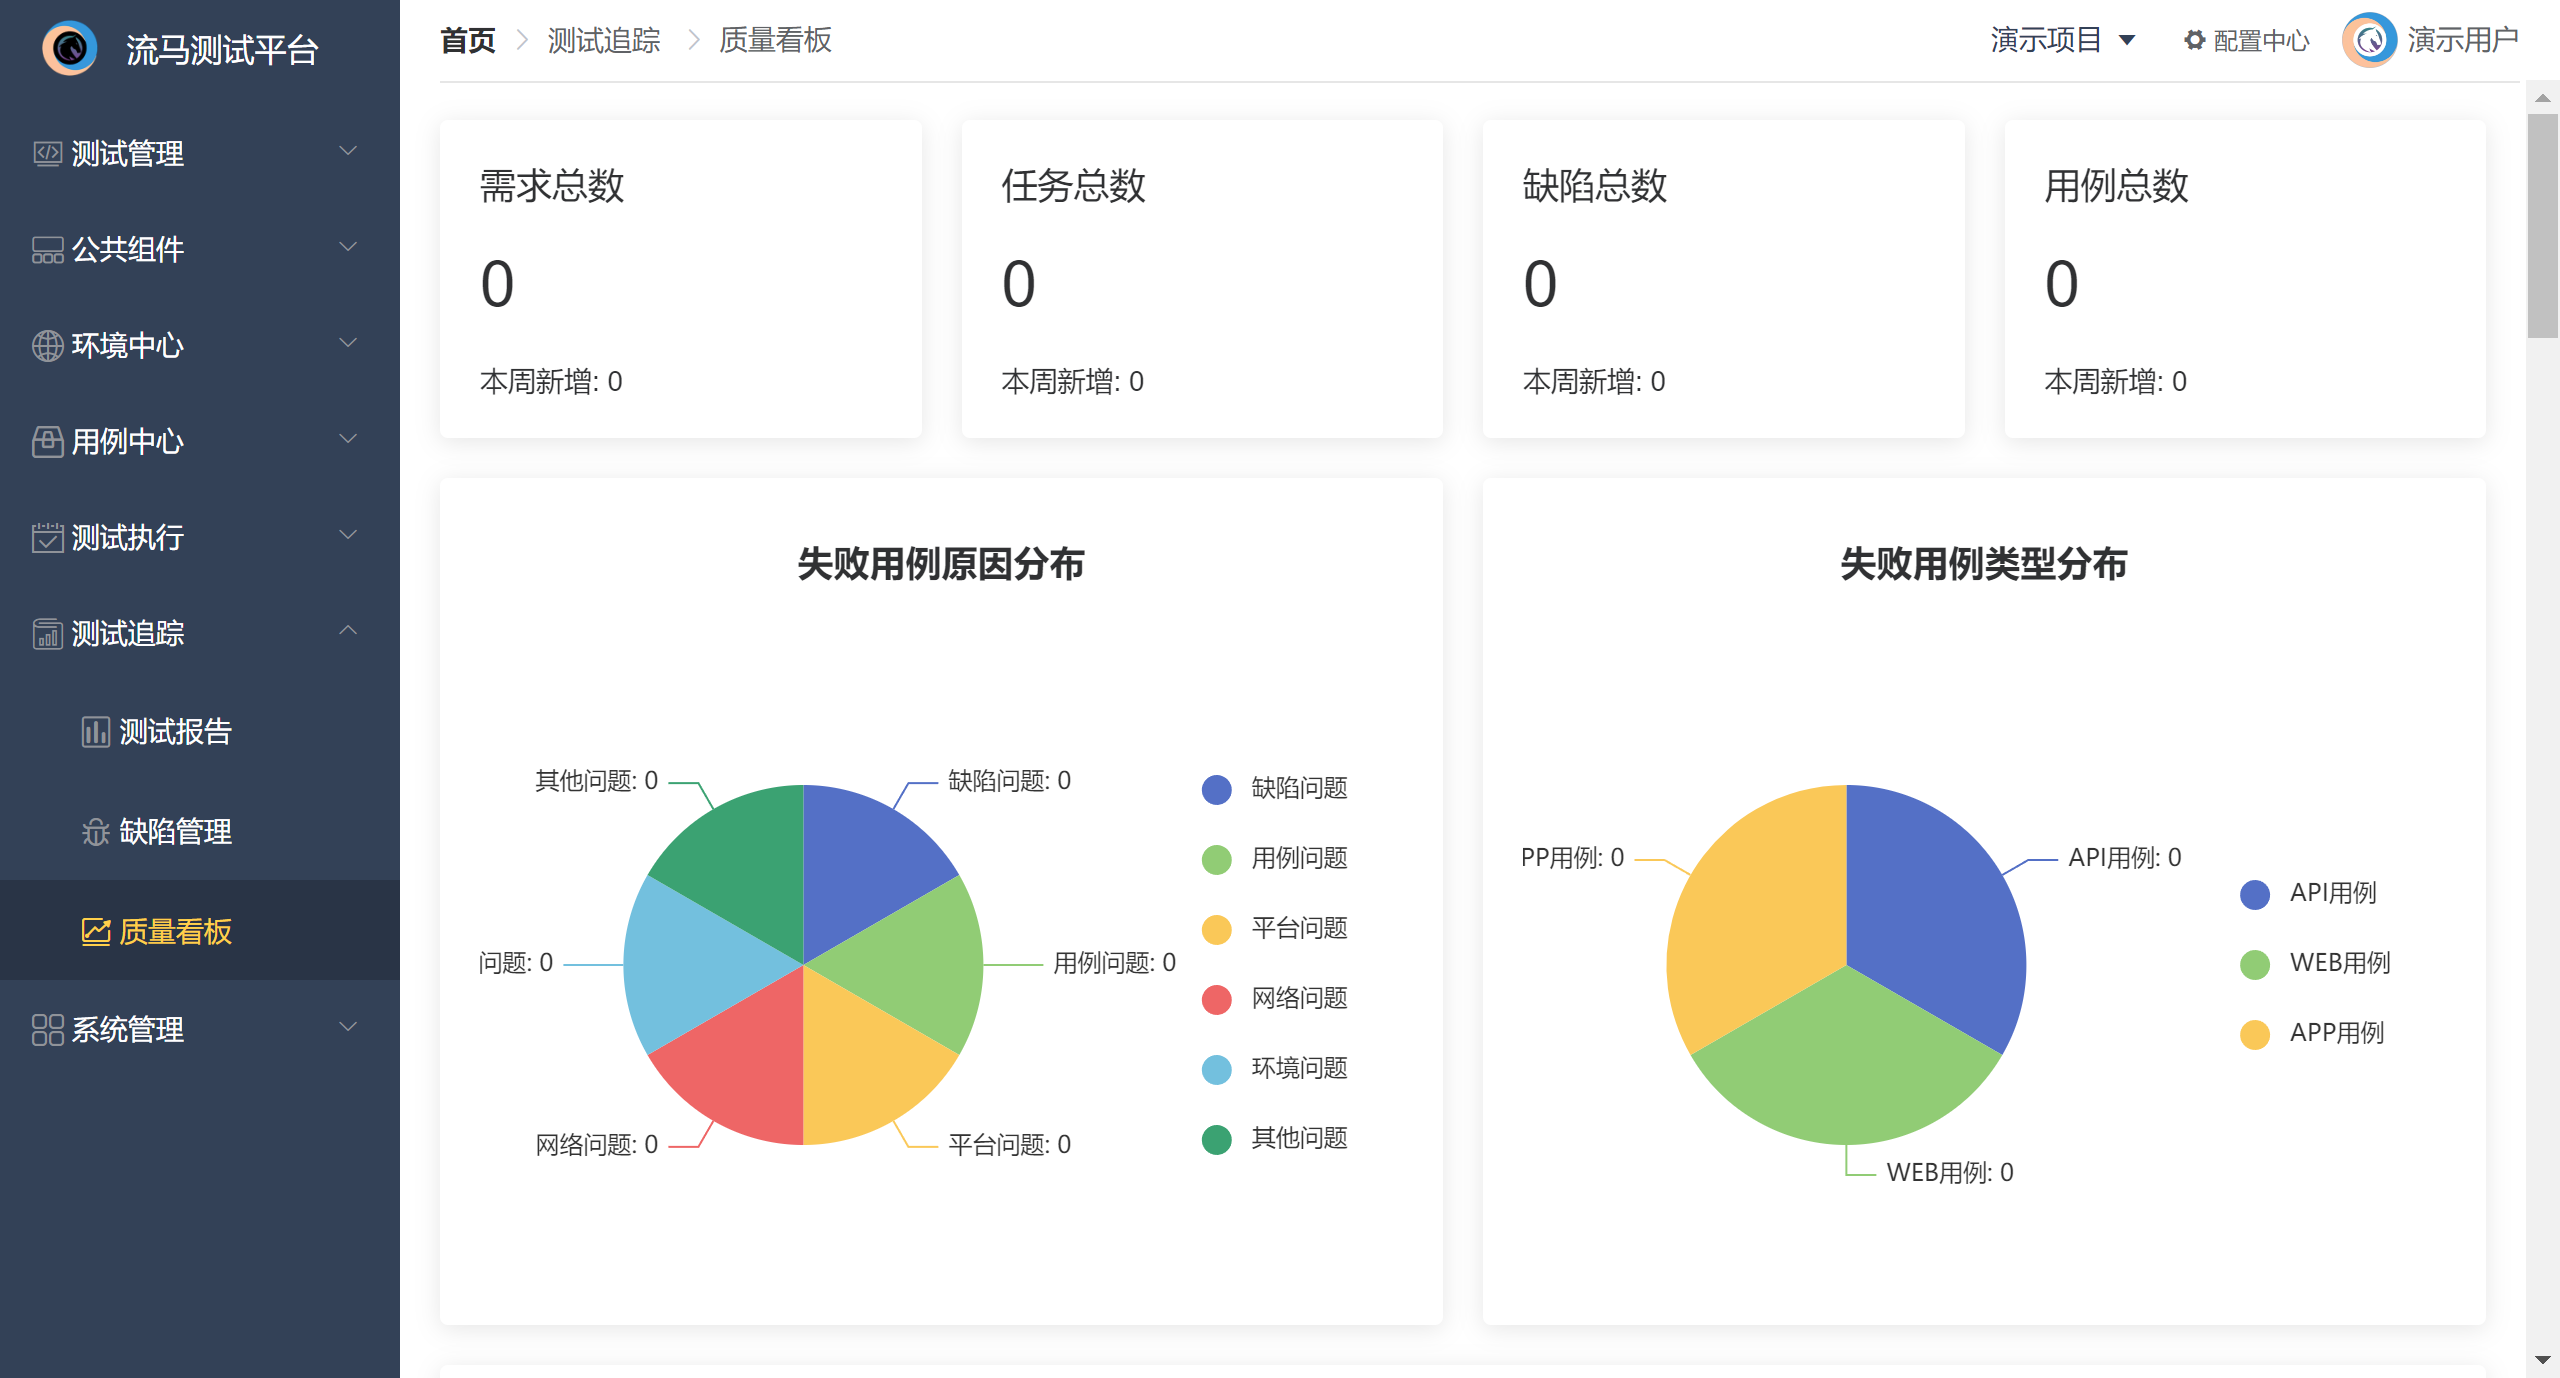 流马测试平台
测试管理
公共组件
环境中心
用例中心
测试执行
测试追踪
测试报告
缺陷管理
质量看板
系统管理
首页 测试追踪 质量看板
演示项目 配置中心 演示用户
需求总数
0
本周新增: 0
任务总数
0
本周新增: 0
缺陷总数
0
本周新增: 0
用例总数
0
本周新增: 0
失败用例原因分布
其他问题: 0
缺陷问题: 0
问题: 0
用例问题: 0
网络问题: 0
平台问题: 0
缺陷问题
用例问题
平台问题
网络问题
环境问题
其他问题
失败用例类型分布
PP用例: 0
API用例: 0
WEB用例: 0
API用例
WEB用例
APP用例